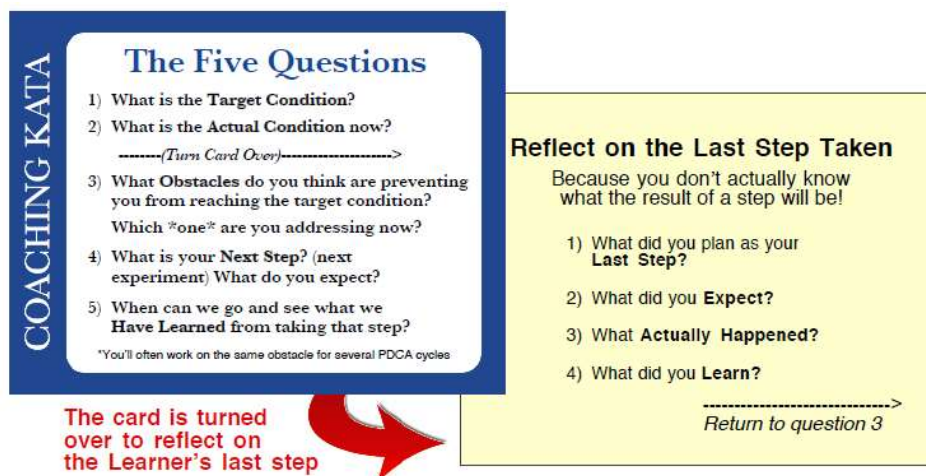 COACHING KATA
The Five Questions
1) What is the Target Condition?
2) What is the Actual Condition now?
--------(Turn Card Over)--------------------->
3) What Obstacles do you think are preventing
you from reaching the target condition?
Which *one* are you addressing now?
4) What is your Next Step? (next
experiment) What do you expect?
5) When can we go and see what we
Have Learned from taking that step?
*You'll often work on the same obstacle for several PDCA cycles
The card is turned
over to reflect on
the Learner's last step
Reflect on the Last Step Taken
Because you don't actually know
what the result of a step will be!
1) What did you plan as your
Last Step?
2) What did you Expect?
3) What Actually Happened?
4) What did you Learn?
------------------------------>
Return to question 3